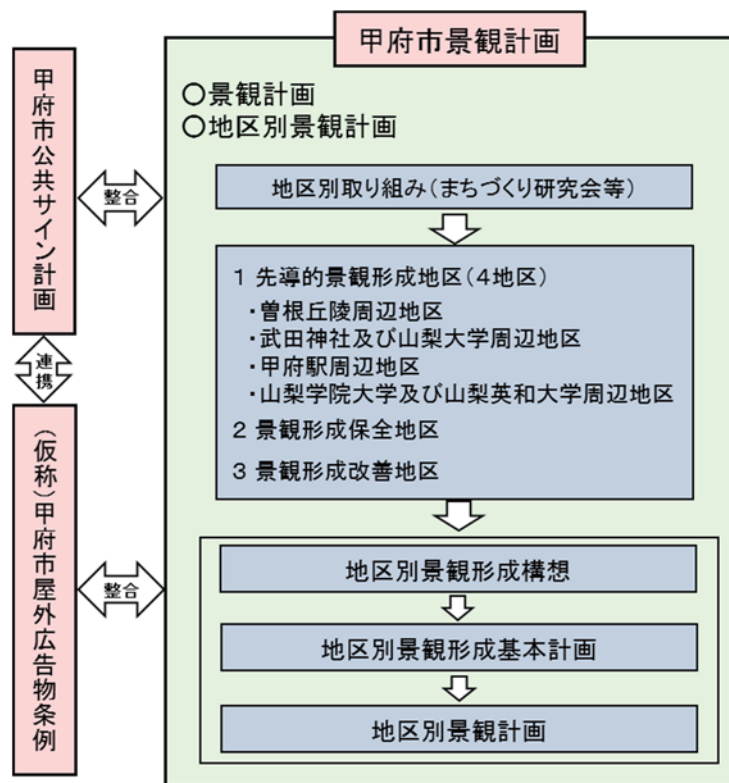 甲府市景観計画
甲府市公共サイン計画
連携
(仮称)甲府市屋外広告物条例
整合
整合
○景観計画
○地区別景観計画
地区別取り組み(まちづくり研究会等)
1 先導的景観形成地区(4地区)
・曽根丘陵周辺地区
・武田神社及び山梨大学周辺地区
・甲府駅周辺地区
・山梨学院大学及び山梨英和大学周辺地区
2 景観形成保全地区
3 景観形成改善地区
地区別景観形成構想
地区別景観形成基本計画
地区別景観計画